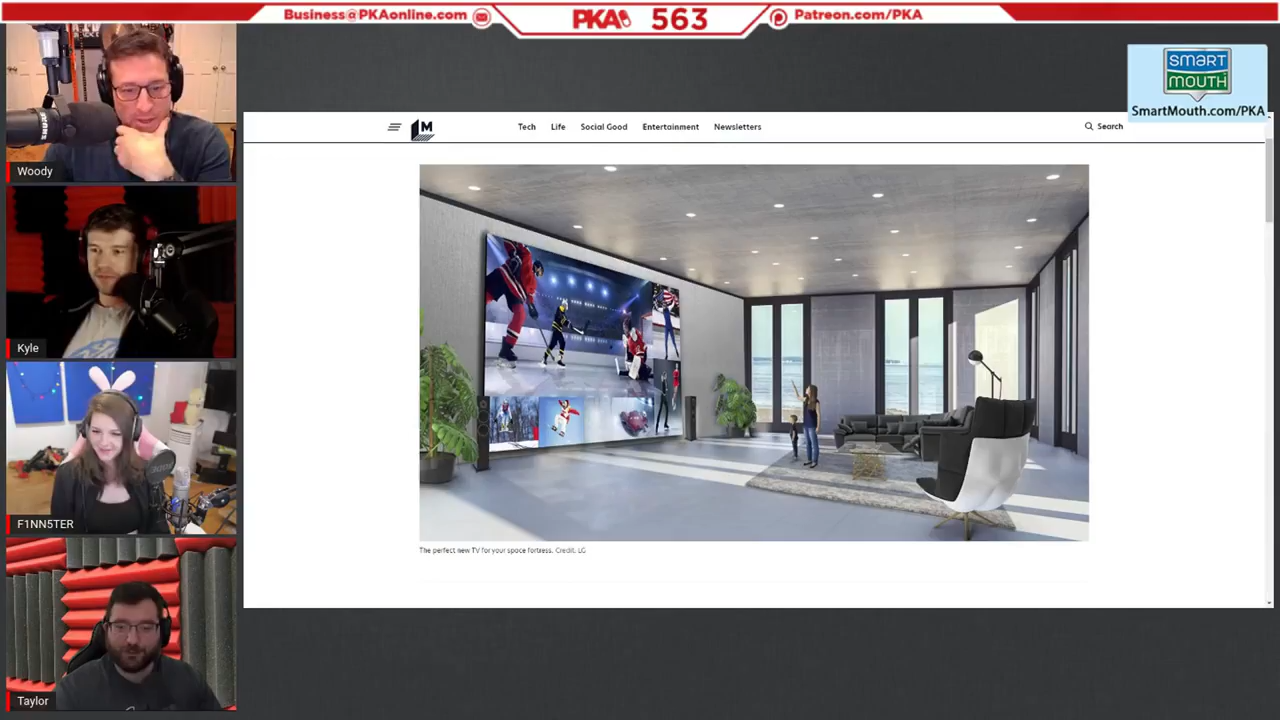 Business@PKAonline.com
PKA 563
Patreon.com/PKA
SMART
MOUTH
SmartMouth.com/PKA
Woody
Kyle
F1NN5TER
Taylor
M
Tech Life Social Good Entertainment Newsletters
Search
The perfect new TV for your space fortress. Credit: LG